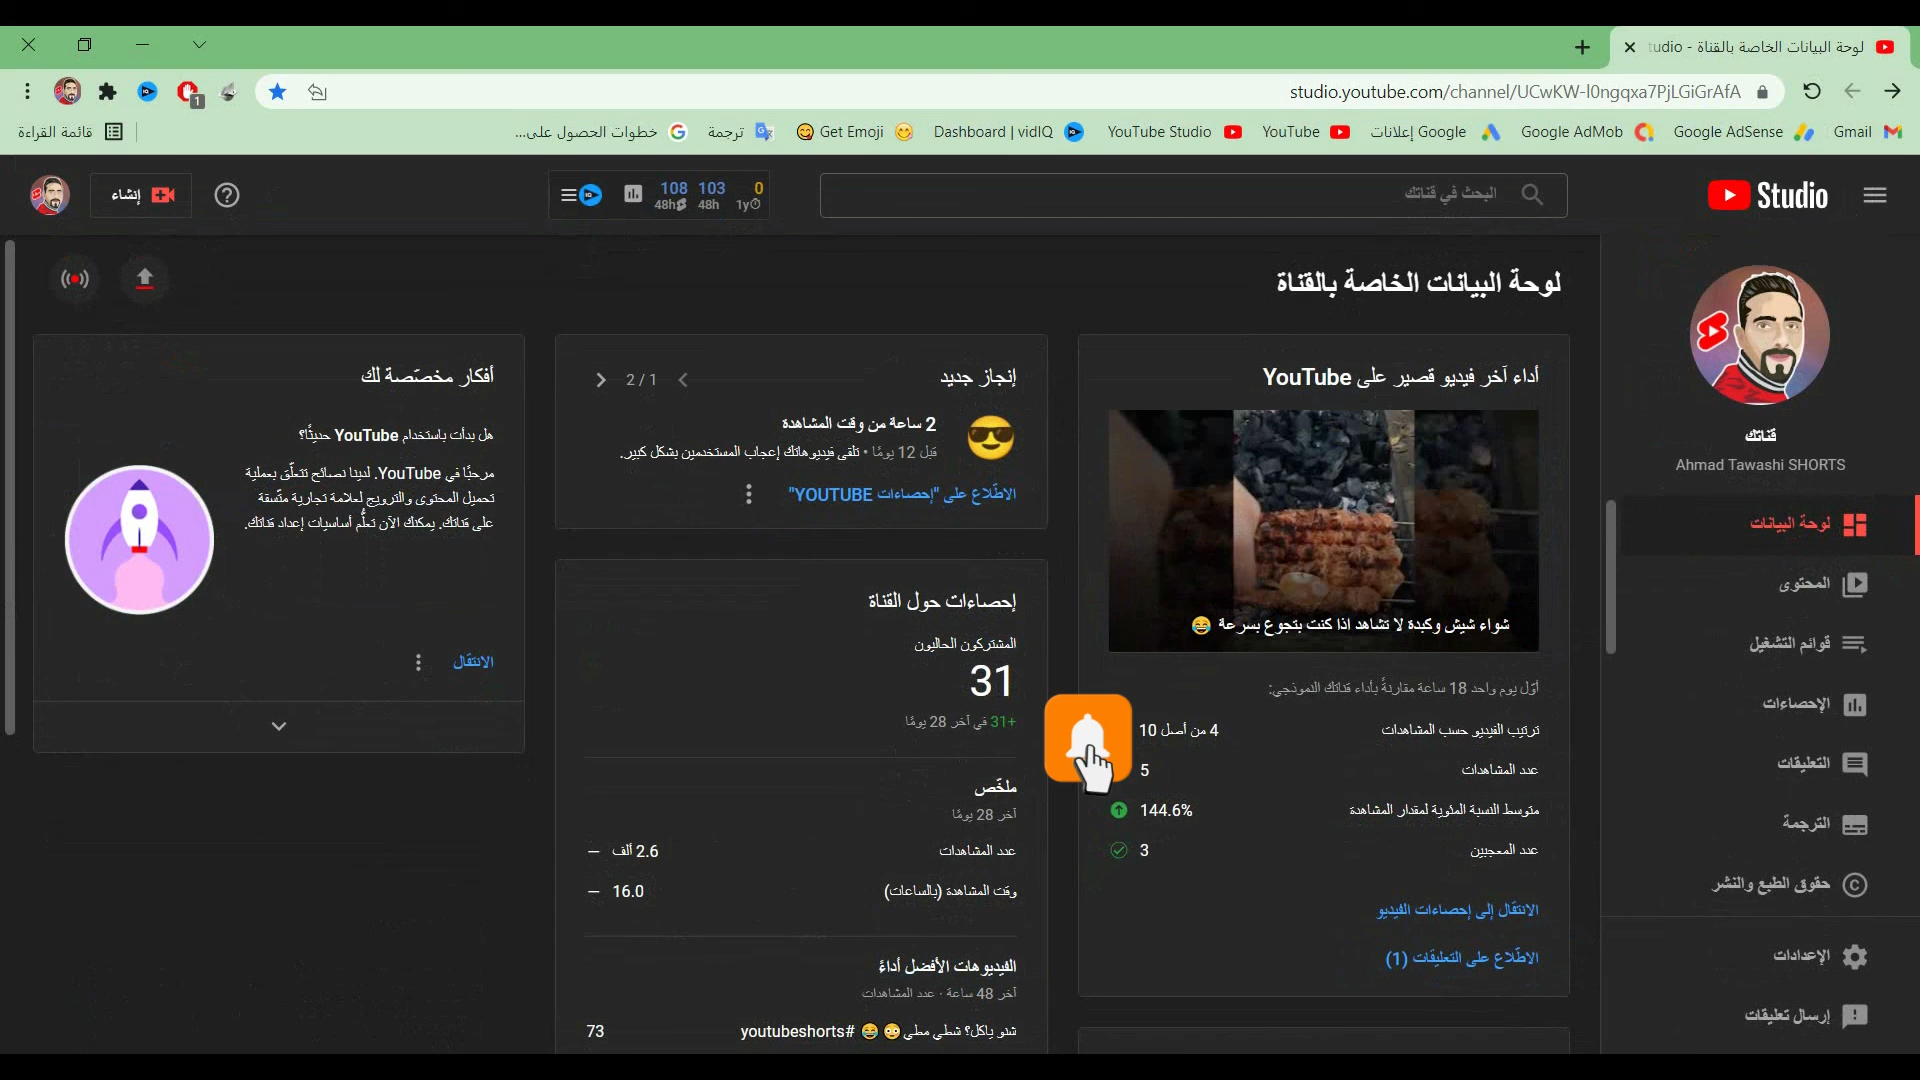 لوحة البيانات الخاصة بالقناة - tudio
studio.youtube.com/channel/UCwKW-I0ngqxa7PjLGiGrAfA
1
Gmail
Google AdSense
Google AdMob
إعلانات Google
YouTube
YouTube Studio
Dashboard | vidIQ
Get Emoji
ترجمة
خطوات الحصول على...
قائمة القراءة
Studio
البحث في قناتك
108 103 0
48h 48h 1y
إنشاء
لوحة البيانات الخاصة بالقناة
قناتك
Ahmad Tawashi SHORTS
لوحة البيانات
المحتوى
قوائم التشغيل
الإحصاءات
التعليقات
الترجمة
حقوق الطبع والنشر
الإعدادات
إرسال تعليقات
أداء آخر فيديو قصير على YouTube
شواء شيش وكبدة لا تشاهد اذا كنت بتجوع بسرعة 😂
أوّل يوم واحد 18 ساعة مقارنةً بأداء قناتك النموذجي:
ترتيب الفيديو حسب المشاهدات 4 من أصل 10
عدد المشاهدات 5
متوسط النسبة المئوية لمقدار المشاهدة 144.6%
عدد المعجبين 3
الانتقال إلى إحصاءات الفيديو
الاطّلاع على التعليقات (1)
إنجاز جديد
2 / 1
2 ساعة من وقت المشاهدة
قبل 12 يومًا • تلقى فيديوهاتك إعجاب المستخدمين بشكل كبير.
الاطّلاع على "إحصاءات YOUTUBE"
إحصاءات حول القناة
المشتركون الحاليون
31
+31 في آخر 28 يومًا
ملخّص
آخر 28 يومًا
عدد المشاهدات 2.6 ألف —
وقت المشاهدة (بالساعات) 16.0 —
الفيديوهات الأفضل أداءً
آخر 48 ساعة · عدد المشاهدات
شنو ياكل؟ شطي مطي 😳 😂 #youtubeshorts 73
أفكار مخصّصة لك
هل بدأت باستخدام YouTube حديثًا؟
مرحبًا في YouTube. لدينا نصائح تتعلّق بعملية
تحميل المحتوى والترويج لعلامة تجارية متّسقة
على قناتك. يمكنك الآن تعلُّم أساسيات إعداد قناتك.
الانتقال